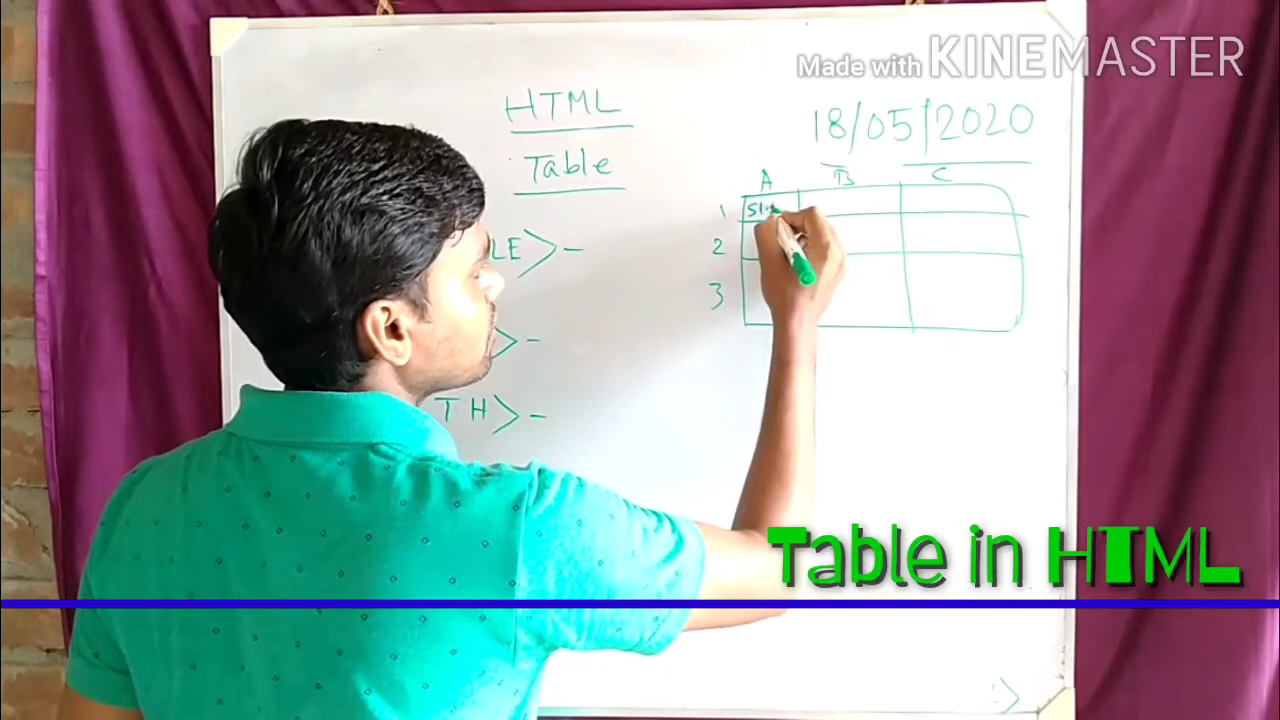 Made with KINEMASTER
HTML
18/05/2020
Table
A B C
1
2
LE>-
3
>-
TH>-
Table in HTML